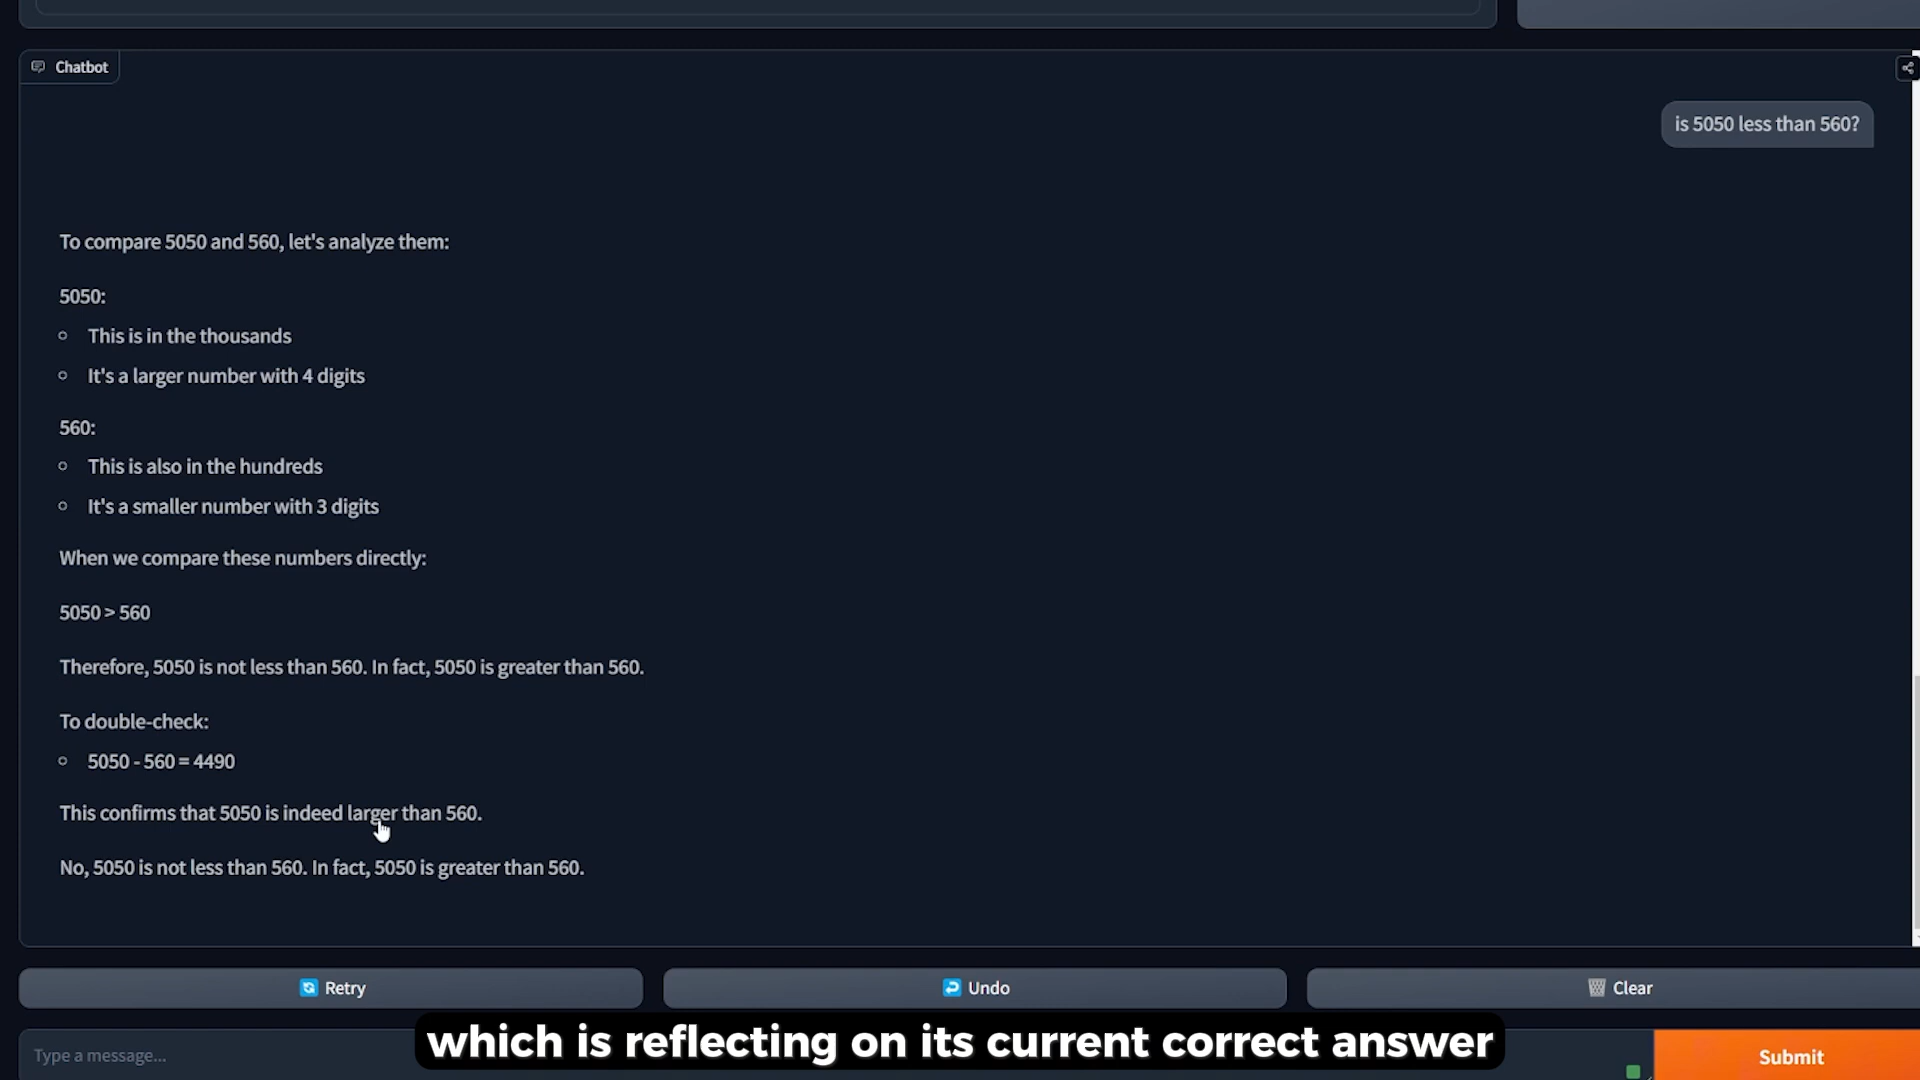 Chatbot
is 5050 less than 560?
To compare 5050 and 560, let's analyze them:
5050:
This is in the thousands
It's a larger number with 4 digits
560:
This is also in the hundreds
It's a smaller number with 3 digits
When we compare these numbers directly:
5050 > 560
Therefore, 5050 is not less than 560. In fact, 5050 is greater than 560.
To double-check:
5050 - 560 = 4490
This confirms that 5050 is indeed larger than 560.
No, 5050 is not less than 560. In fact, 5050 is greater than 560.
Retry
Undo
Clear
which is reflecting on its current correct answer
Type a message...
Submit